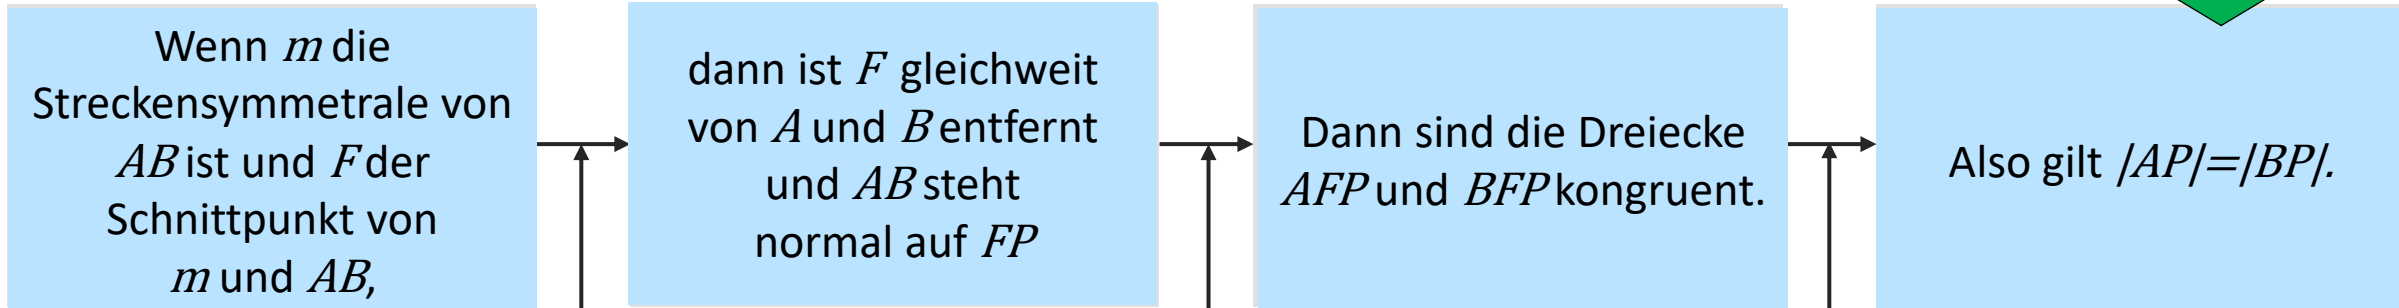 Wenn m die
Streckensymmetrale von
AB ist und F der
Schnittpunkt von
m und AB,
dann ist F gleichweit
von A und B entfernt
und AB steht
normal auf FP
Dann sind die Dreiecke
AFP und BFP kongruent.
Also gilt |AP|=|BP|.